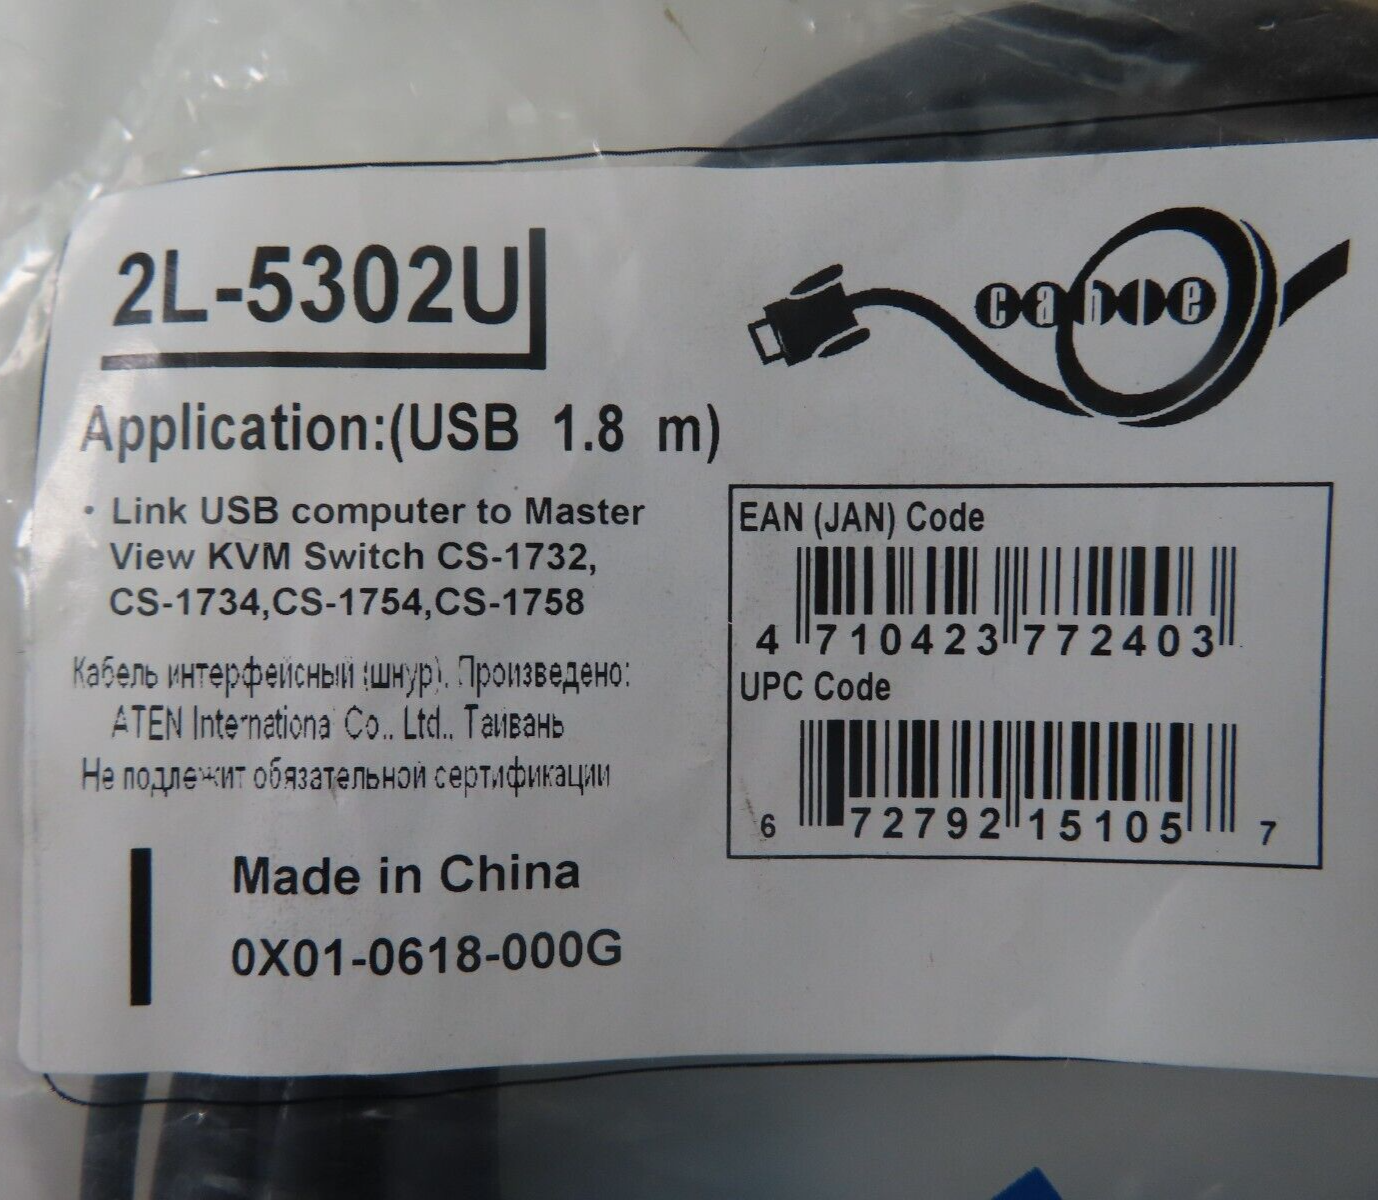 2L-5302U
cable
Application:(USB 1.8 m)
· Link USB computer to Master
View KVM Switch CS-1732,
CS-1734,CS-1754,CS-1758
Кабель интерфейсный (шнур). Произведено:
ATEN International Co., Ltd., Тайвань
Не подлежит обязательной сертификации
EAN (JAN) Code
4 710423 772403
UPC Code
6 72792 15105 7
Made in China
0X01-0618-000G